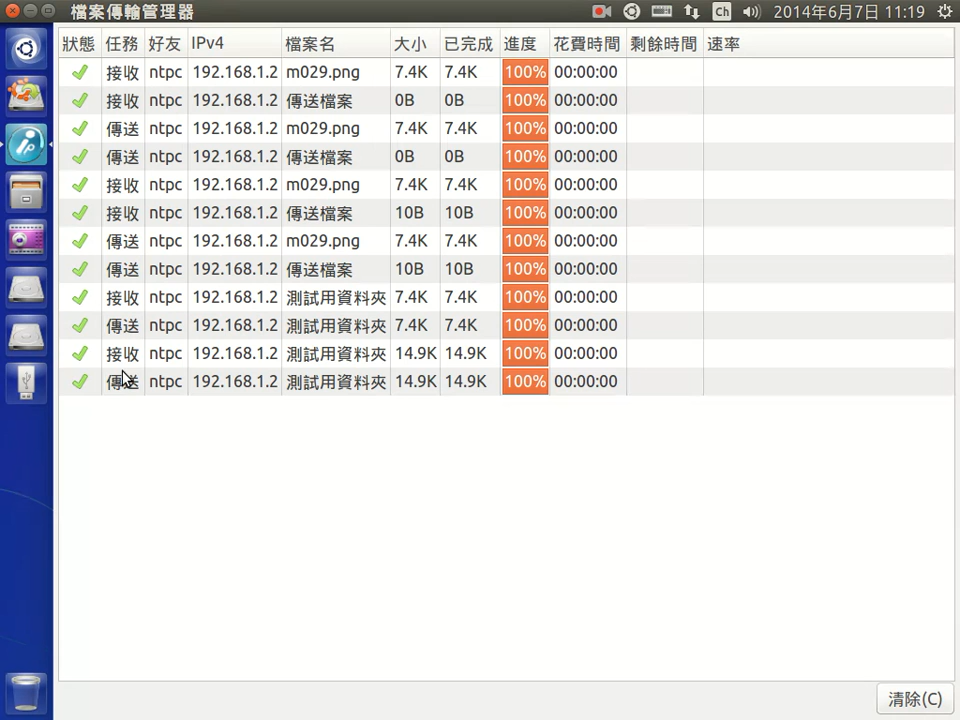 檔案傳輸管理器 Ch 2014年6月7日 11:19
狀態 任務 好友 IPv4 檔案名 大小 已完成 進度 花費時間 剩餘時間 速率
接收 ntpc 192.168.1.2 m029.png 7.4K 7.4K 100% 00:00:00
接收 ntpc 192.168.1.2 傳送檔案 0B 0B 100% 00:00:00
傳送 ntpc 192.168.1.2 m029.png 7.4K 7.4K 100% 00:00:00
傳送 ntpc 192.168.1.2 傳送檔案 0B 0B 100% 00:00:00
接收 ntpc 192.168.1.2 m029.png 7.4K 7.4K 100% 00:00:00
接收 ntpc 192.168.1.2 傳送檔案 10B 10B 100% 00:00:00
傳送 ntpc 192.168.1.2 m029.png 7.4K 7.4K 100% 00:00:00
傳送 ntpc 192.168.1.2 傳送檔案 10B 10B 100% 00:00:00
接收 ntpc 192.168.1.2 測試用資料夾 7.4K 7.4K 100% 00:00:00
傳送 ntpc 192.168.1.2 測試用資料夾 7.4K 7.4K 100% 00:00:00
接收 ntpc 192.168.1.2 測試用資料夾 14.9K 14.9K 100% 00:00:00
傳送 ntpc 192.168.1.2 測試用資料夾 14.9K 14.9K 100% 00:00:00
清除(C)